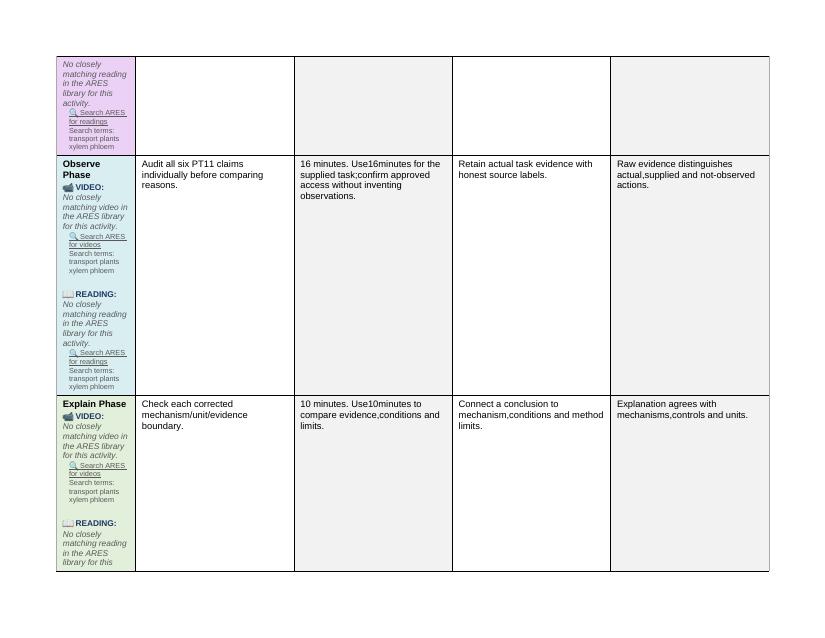 No closely
matching reading
in the ARES
library for this
activity.
🔍 Search ARES
for readings
Search terms:
transport plants
xylem phloem
Observe
Phase
📹 VIDEO:
No closely
matching video in
the ARES library
for this activity.
🔍 Search ARES
for videos
Search terms:
transport plants
xylem phloem
📖 READING:
No closely
matching reading
in the ARES
library for this
activity.
🔍 Search ARES
for readings
Search terms:
transport plants
xylem phloem
Audit all six PT11 claims
individually before comparing
reasons.
16 minutes. Use16minutes for the
supplied task;confirm approved
access without inventing
observations.
Retain actual task evidence with
honest source labels.
Raw evidence distinguishes
actual,supplied and not-observed
actions.
Explain Phase
📹 VIDEO:
No closely
matching video in
the ARES library
for this activity.
🔍 Search ARES
for videos
Search terms:
transport plants
xylem phloem
📖 READING:
No closely
matching reading
in the ARES
library for this
Check each corrected
mechanism/unit/evidence
boundary.
10 minutes. Use10minutes to
compare evidence,conditions and
limits.
Connect a conclusion to
mechanism,conditions and method
limits.
Explanation agrees with
mechanisms,controls and units.